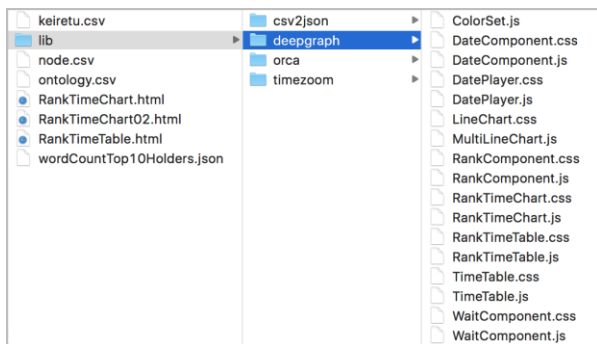 keiretu.csv
lib
node.csv
ontology.csv
RankTimeChart.html
RankTimeChart02.html
RankTimeTable.html
wordCountTop10Holders.json
csv2json
deepgraph
orca
timezoom
ColorSet.js
DateComponent.css
DateComponent.js
DatePlayer.css
DatePlayer.js
LineChart.css
MultiLineChart.js
RankComponent.css
RankComponent.js
RankTimeChart.css
RankTimeChart.js
RankTimeTable.css
RankTimeTable.js
TimeTable.css
TimeTable.js
WaitComponent.css
WaitComponent.js